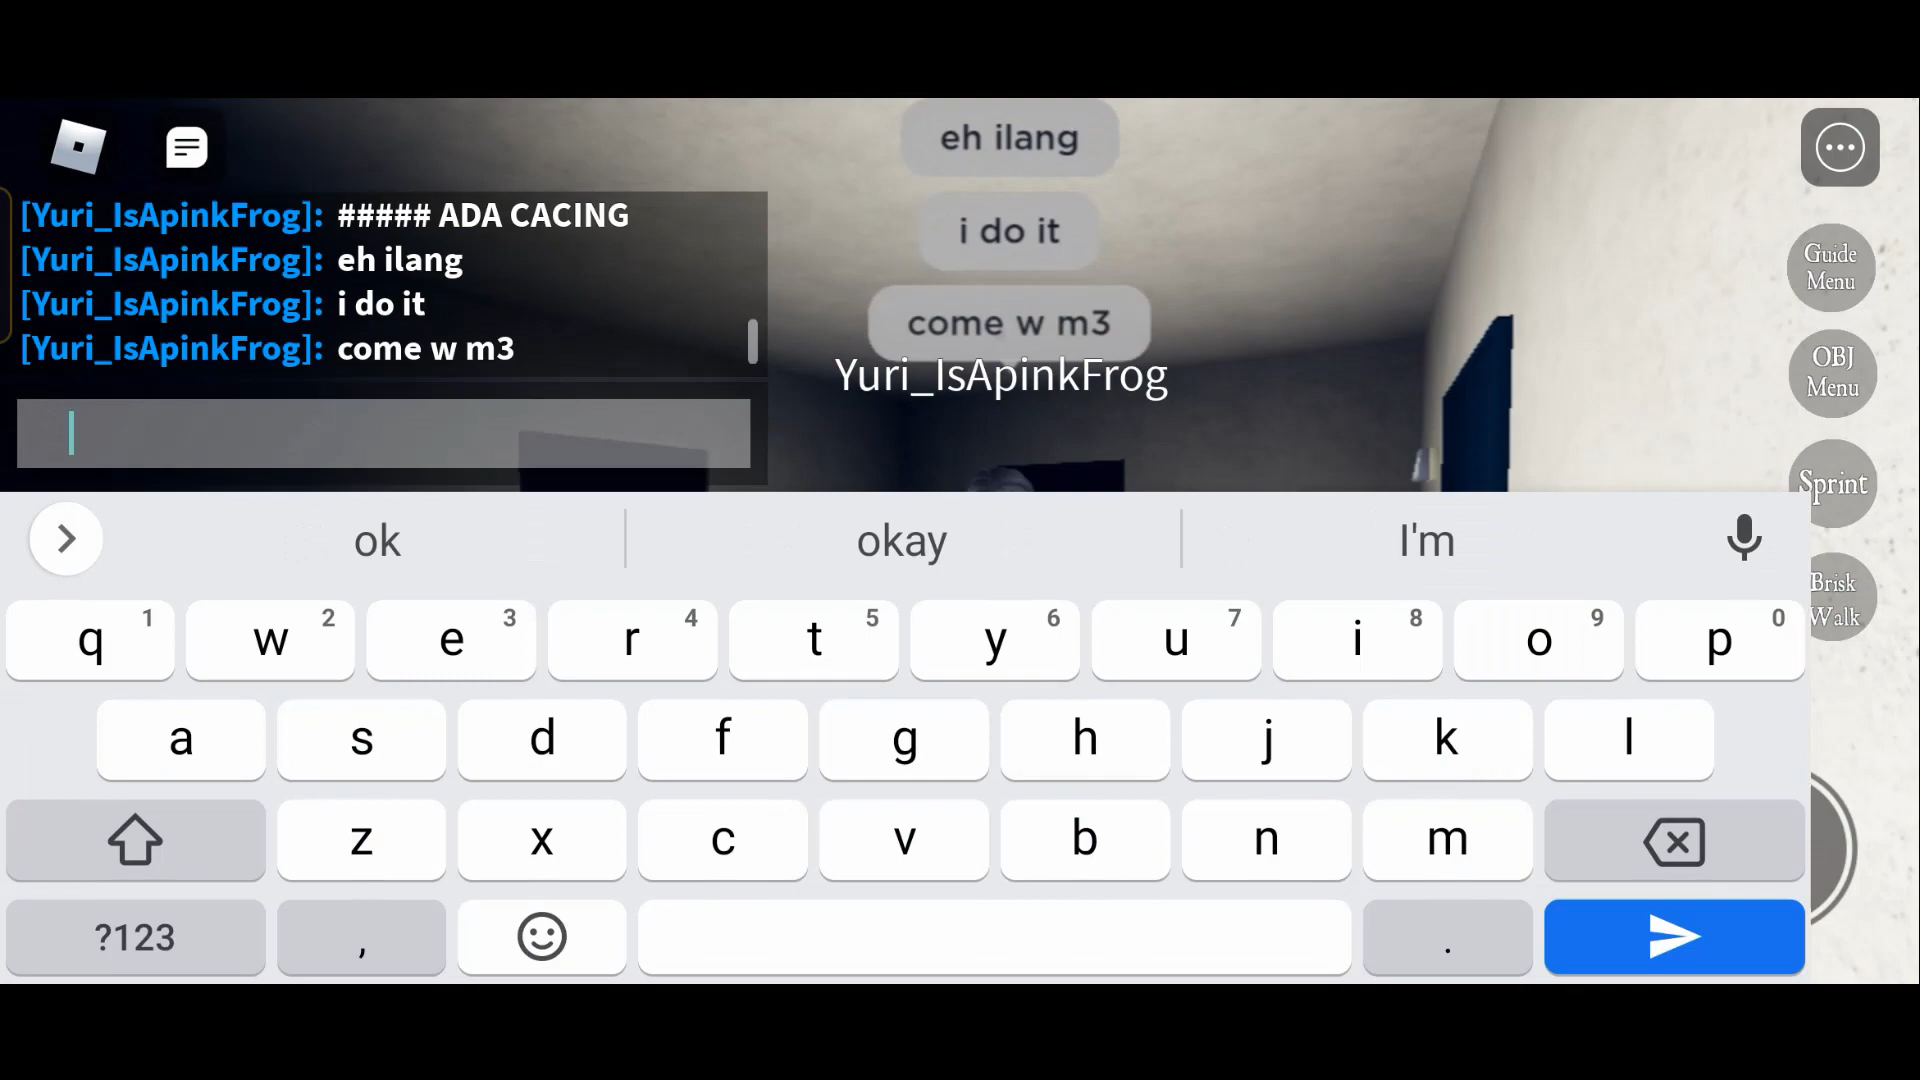 [Yuri_IsApinkFrog]: ##### ADA CACING
[Yuri_IsApinkFrog]: eh ilang
[Yuri_IsApinkFrog]: i do it
[Yuri_IsApinkFrog]: come w m3
eh ilang
i do it
come w m3
Yuri_IsApinkFrog
Guide
Menu
OBJ
Menu
Sprint
Brisk
Walk
ok okay I'm
q 1 w 2 e 3 r 4 t 5 y 6 u 7 i 8 o 9 p 0
a s d f g h j k l
z x c v b n m
?123 , .